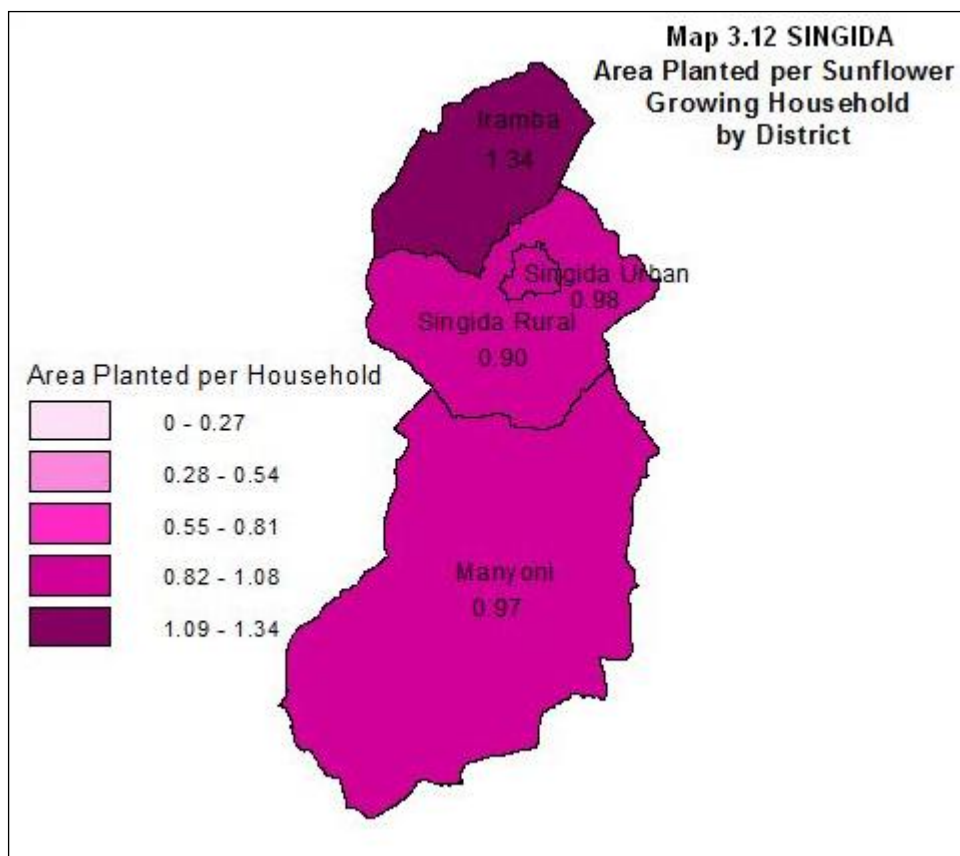 Map 3.12 SINGIDA
Area Planted per Sunflower
Growing Household
by District
Iramba
1.34
Singida Urban
0.98
Singida Rural
0.90
Area Planted per Household
0 - 0.27
0.28 - 0.54
0.55 - 0.81
0.82 - 1.08
1.09 - 1.34
Manyoni
0.97